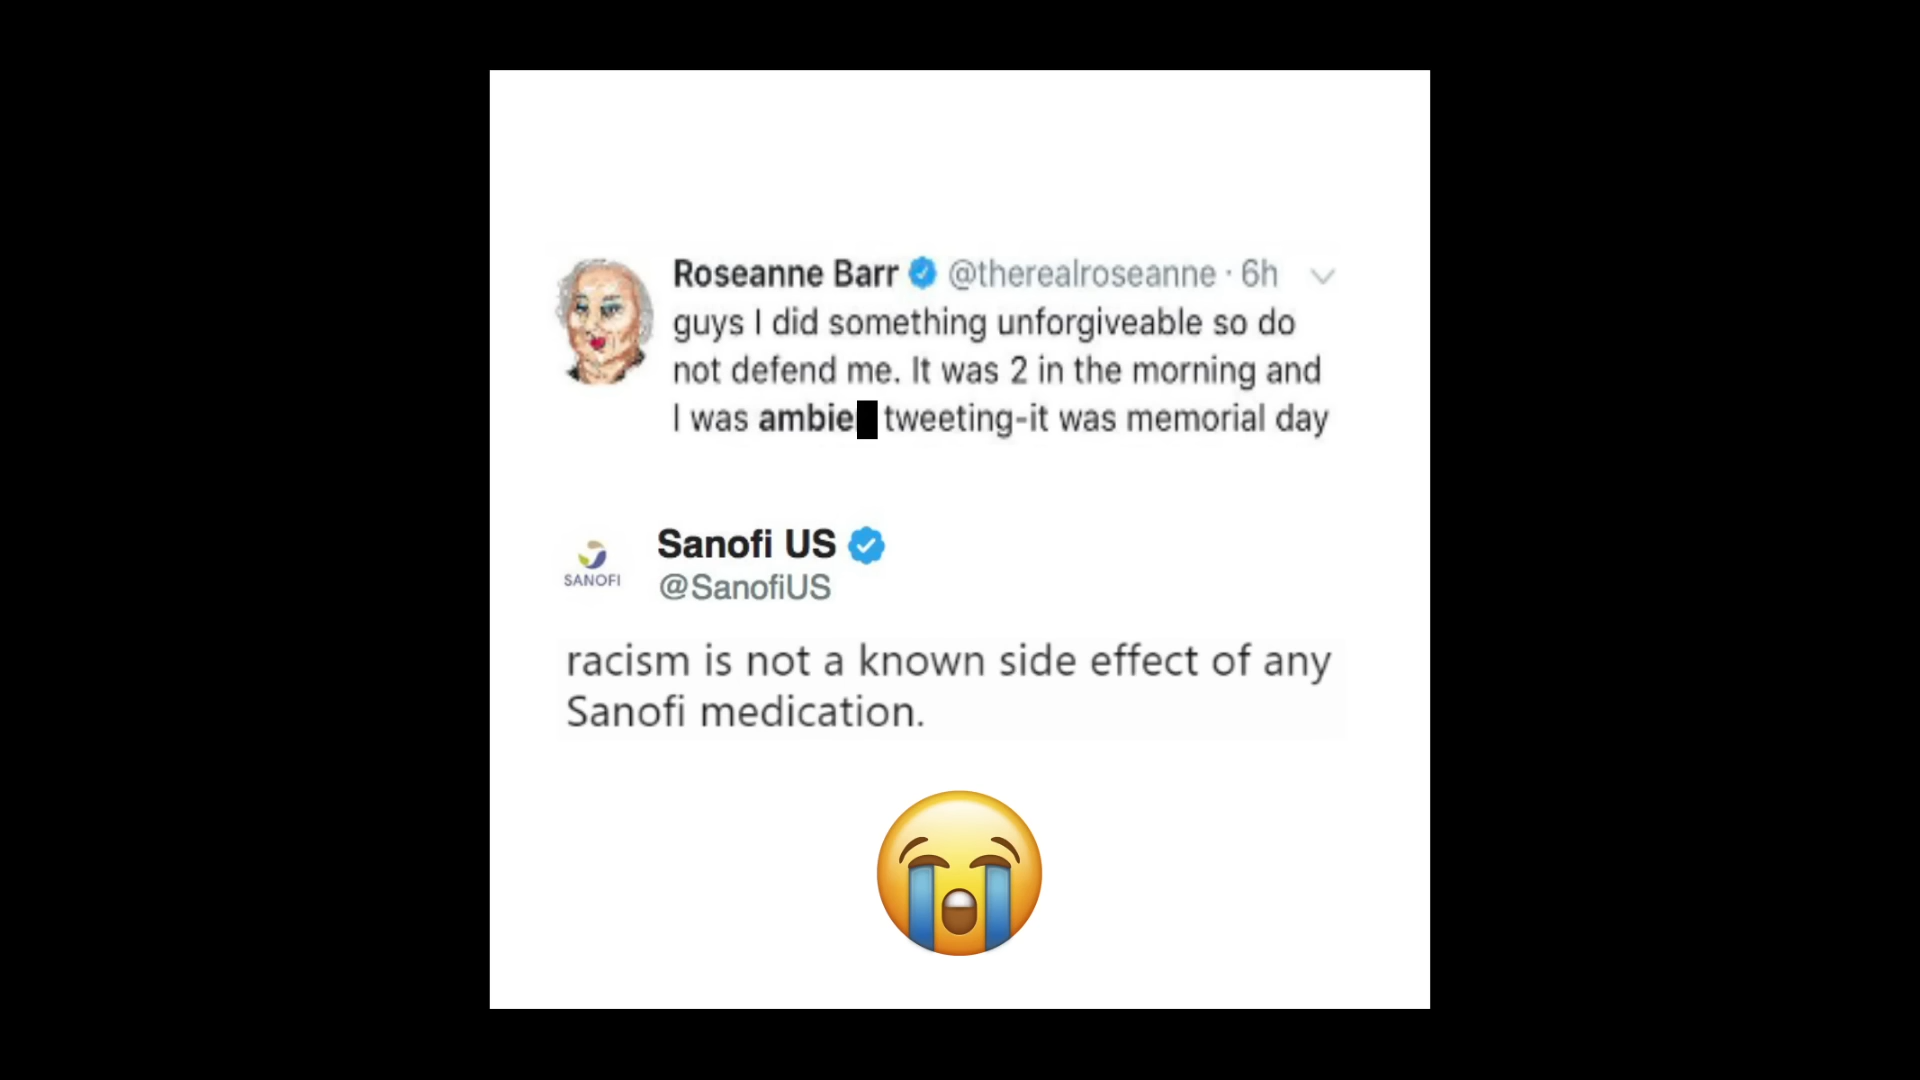 Roseanne Barr @therealroseanne · 6h
guys I did something unforgiveable so do
not defend me. It was 2 in the morning and
I was ambie tweeting-it was memorial day
Sanofi US
SANOFI
@SanofiUS
racism is not a known side effect of any
Sanofi medication.